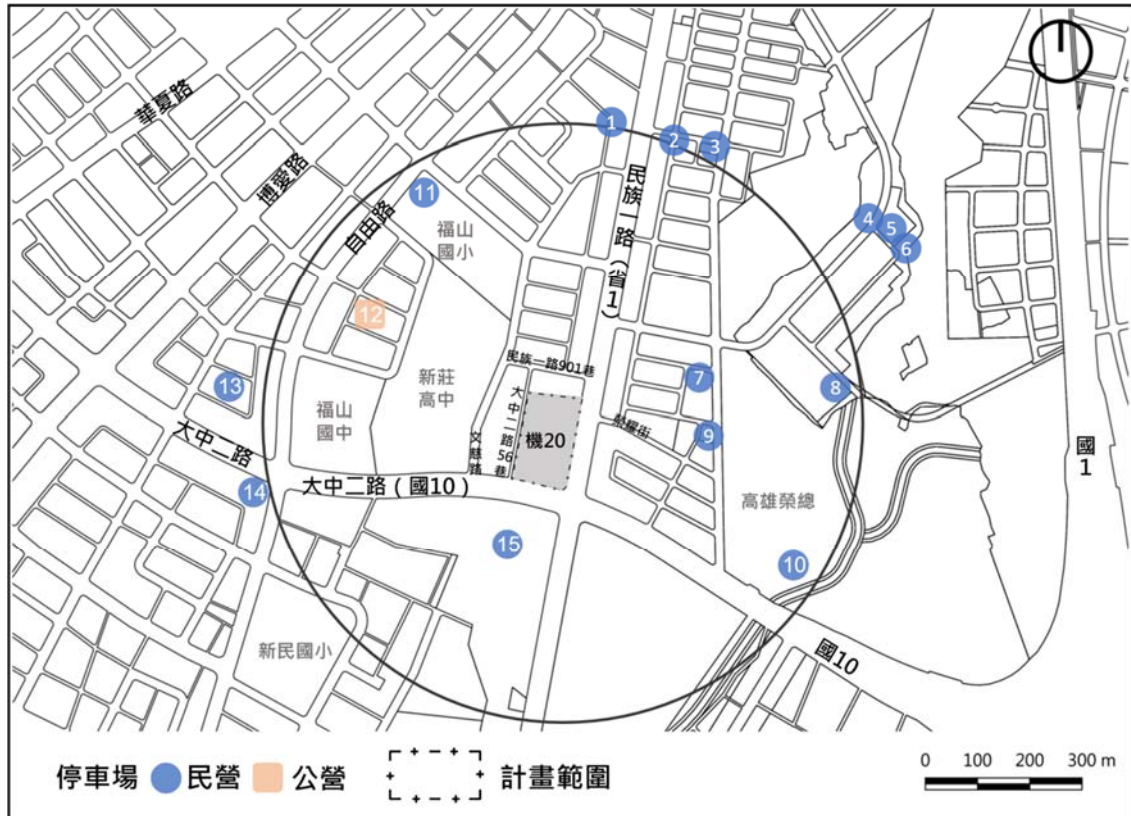 華夏路
博愛路
自由路
民族一路（省1）
1
2
3
4
5
6
11
福山
國小
12
新莊
高中
民族一路901巷
7
8
13
福山
國中
大中二路56巷
機20
榮耀街
9
文慈路
大中二路
14
大中二路（國10）
高雄榮總
國1
15
10
新民國小
國10
停車場 民營 公營 計畫範圍
0 100 200 300 m